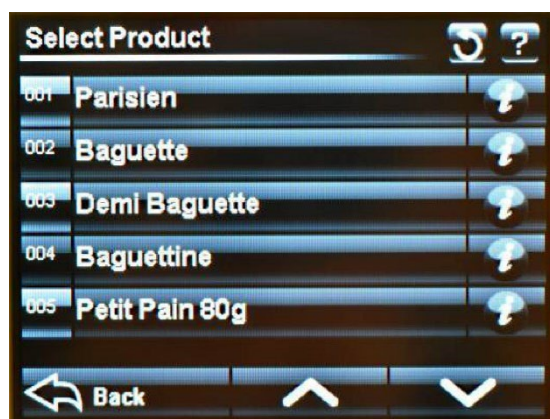 Select Product
?
001 Parisien i
002 Baguette i
003 Demi Baguette i
004 Baguettine i
005 Petit Pain 80g i
Back